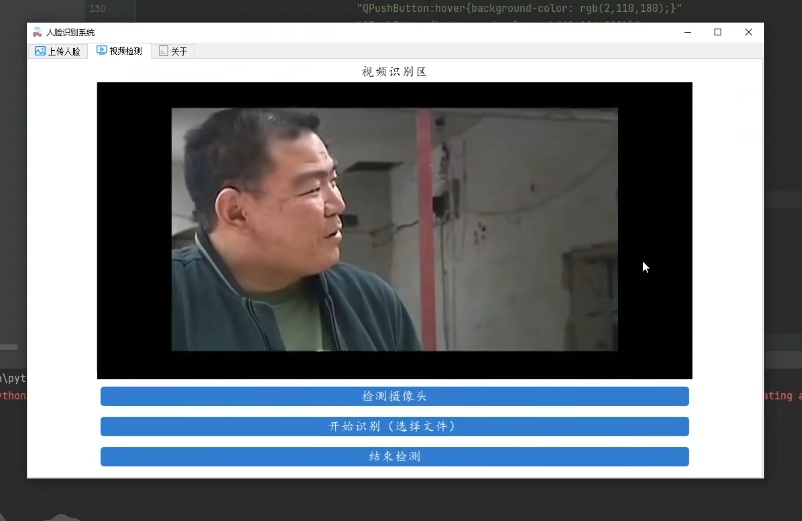 130
"QPushButton:hover{background-color: rgb(2,110,180);}"
人脸识别系统
上传人脸 视频检测 关于
视频识别区
检测摄像头
n\pyt
开始识别（选择文件）
ython ating a
结束检测